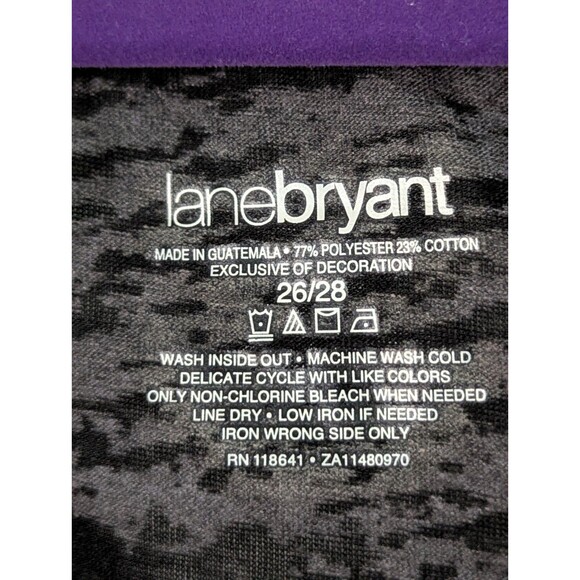 lanebryant
MADE IN GUATEMALA • 77% POLYESTER 23% COTTON
EXCLUSIVE OF DECORATION
26/28
WASH INSIDE OUT • MACHINE WASH COLD
DELICATE CYCLE WITH LIKE COLORS
ONLY NON-CHLORINE BLEACH WHEN NEEDED
LINE DRY • LOW IRON IF NEEDED
IRON WRONG SIDE ONLY
RN 118641 • ZA11480970